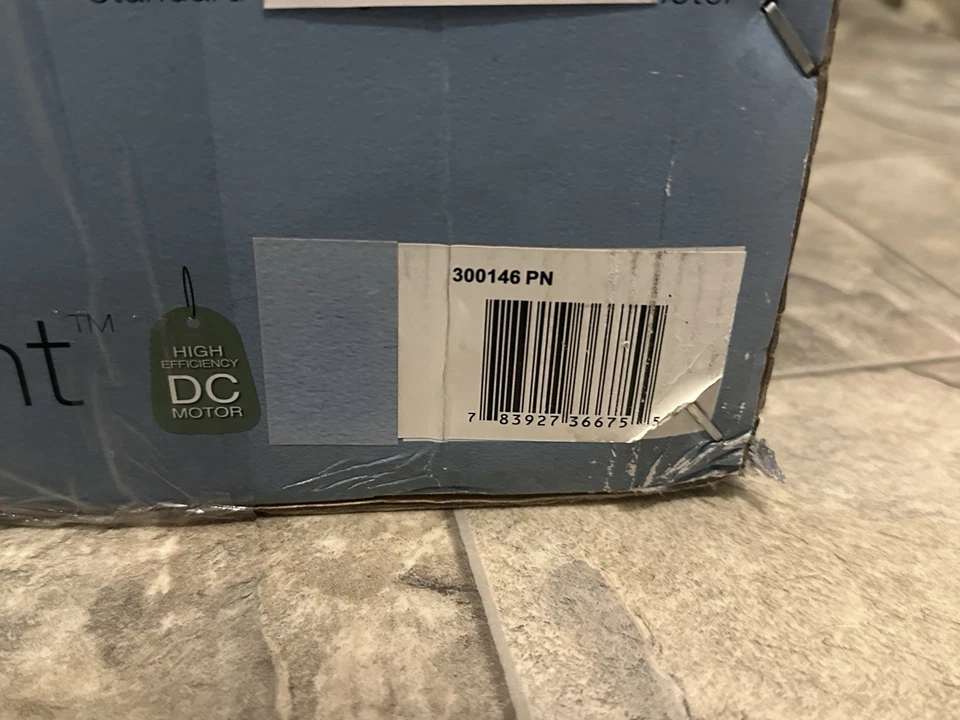 300146 PN
7 83927 36675 5
nt™
HIGH
EFFICIENCY
DC
MOTOR